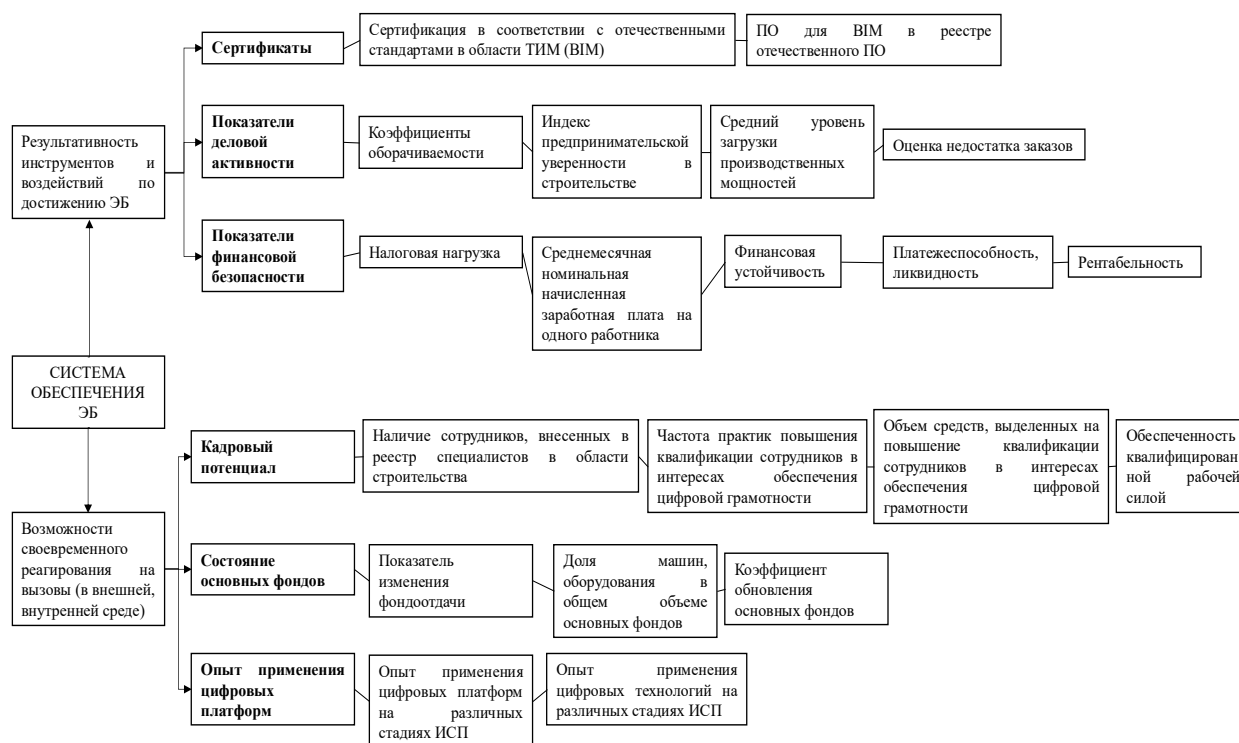 Сертификаты
Сертификация в соответствии с отечественными
стандартами в области ТИМ (BIM)
ПО для BIM в реестре
отечественного ПО
Результативность
инструментов и
воздействий по
достижению ЭБ
Показатели
деловой
активности
Коэффициенты
оборачиваемости
Индекс
предпринимательской
уверенности в
строительстве
Средний уровень
загрузки
производственных
мощностей
Оценка недостатка заказов
Показатели
финансовой
безопасности
Налоговая нагрузка
Среднемесячная
номинальная
начисленная
заработная плата на
одного работника
Финансовая
устойчивость
Платежеспособность,
ликвидность
Рентабельность
СИСТЕМА
ОБЕСПЕЧЕНИЯ
ЭБ
Кадровый
потенциал
Наличие сотрудников, внесенных в
реестр специалистов в области
строительства
Частота практик повышения
квалификации сотрудников в
интересах обеспечения
цифровой грамотности
Объем средств, выделенных на
повышение квалификации
сотрудников в интересах
обеспечения цифровой
грамотности
Обеспеченность
квалифицирован
ной рабочей
силой
Возможности
своевременного
реагирования на
вызовы (в внешней,
внутренней среде)
Состояние
основных фондов
Показатель
изменения
фондоотдачи
Доля машин,
оборудования в
общем объеме
основных фондов
Коэффициент
обновления
основных фондов
Опыт применения
цифровых
платформ
Опыт применения
цифровых платформ
на различных
стадиях ИСП
Опыт применения
цифровых технологий на
различных стадиях ИСП